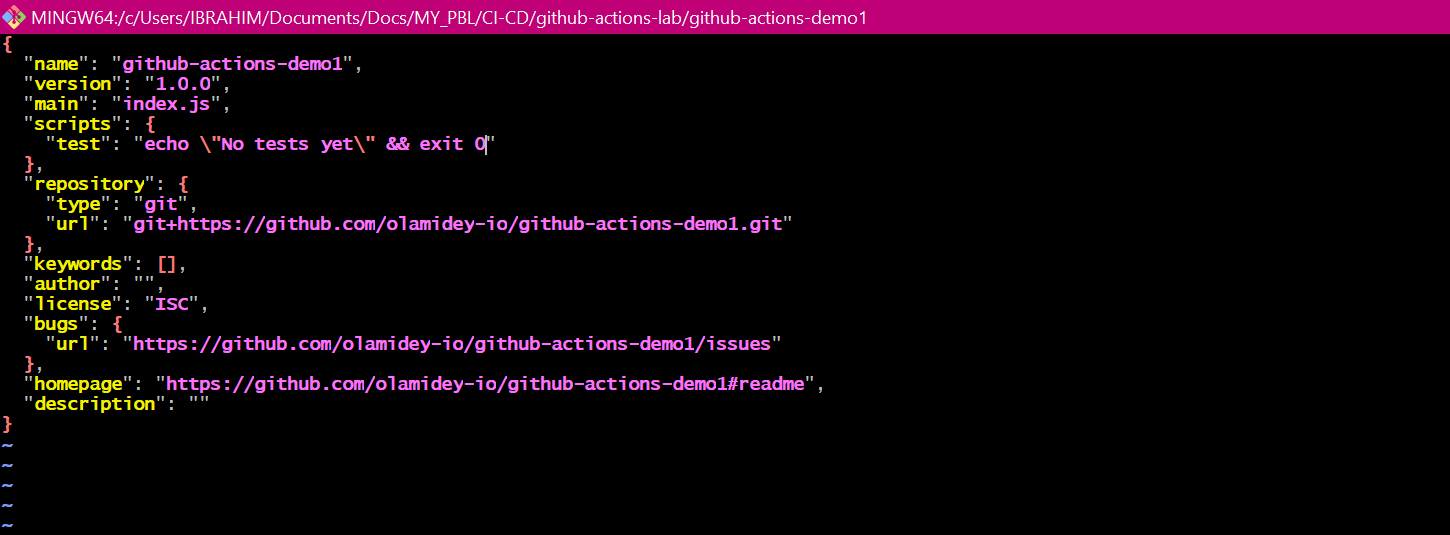 MINGW64:/c/Users/IBRAHIM/Documents/Docs/MY_PBL/CI-CD/github-actions-lab/github-actions-demo1
{
  "name": "github-actions-demo1",
  "version": "1.0.0",
  "main": "index.js",
  "scripts": {
    "test": "echo \"No tests yet\" && exit 0"
  },
  "repository": {
    "type": "git",
    "url": "git+https://github.com/olamidey-io/github-actions-demo1.git"
  },
  "keywords": [],
  "author": "",
  "license": "ISC",
  "bugs": {
    "url": "https://github.com/olamidey-io/github-actions-demo1/issues"
  },
  "homepage": "https://github.com/olamidey-io/github-actions-demo1#readme",
  "description": ""
}
~
~
~
~
~